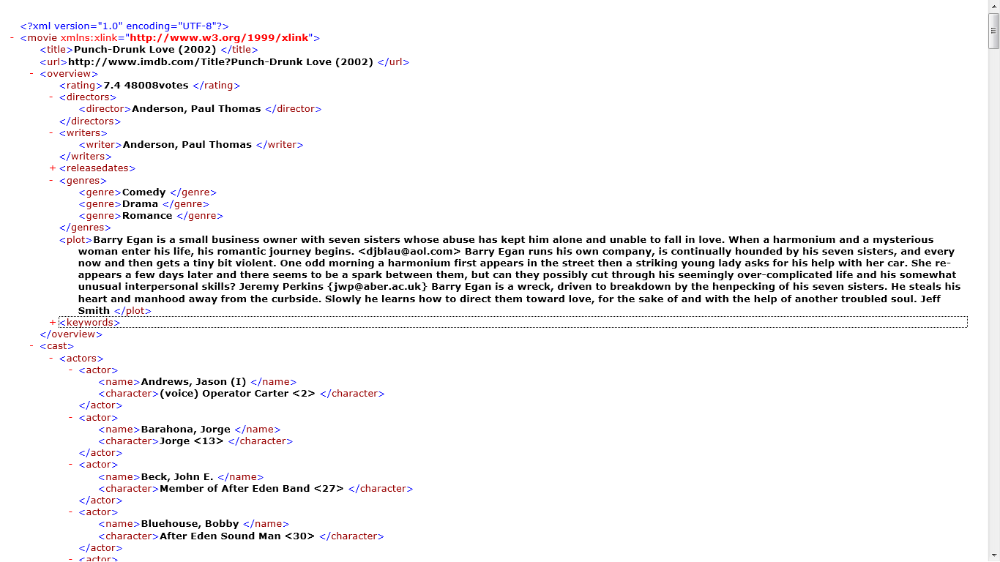 <?xml version="1.0" encoding="UTF-8"?>
- <movie xmlns:xlink="http://www.w3.org/1999/xlink">
<title>Punch-Drunk Love (2002) </title>
<url>http://www.imdb.com/Title?Punch-Drunk Love (2002) </url>
- <overview>
<rating>7.4 48008votes </rating>
- <directors>
<director>Anderson, Paul Thomas </director>
</directors>
- <writers>
<writer>Anderson, Paul Thomas </writer>
</writers>
+ <releasedates>
- <genres>
<genre>Comedy </genre>
<genre>Drama </genre>
<genre>Romance </genre>
</genres>
<plot>Barry Egan is a small business owner with seven sisters whose abuse has kept him alone and unable to fall in love. When a harmonium and a mysterious
woman enter his life, his romantic journey begins. <djblau@aol.com> Barry Egan runs his own company, is continually hounded by his seven sisters, and every
now and then gets a tiny bit violent. One odd morning a harmonium first appears in the street then a striking young lady asks for his help with her car. She re-
appears a few days later and there seems to be a spark between them, but can they possibly cut through his seemingly over-complicated life and his somewhat
unusual interpersonal skills? Jeremy Perkins {jwp@aber.ac.uk} Barry Egan is a wreck, driven to breakdown by the henpecking of his seven sisters. He steals his
heart and manhood away from the curbside. Slowly he learns how to direct them toward love, for the sake of and with the help of another troubled soul. Jeff
Smith </plot>
+ <keywords>
</overview>
- <cast>
- <actors>
- <actor>
<name>Andrews, Jason (I) </name>
<character>(voice) Operator Carter <2> </character>
</actor>
- <actor>
<name>Barahona, Jorge </name>
<character>Jorge <13> </character>
</actor>
- <actor>
<name>Beck, John E. </name>
<character>Member of After Eden Band <27> </character>
</actor>
- <actor>
<name>Bluehouse, Bobby </name>
<character>After Eden Sound Man <30> </character>
</actor>
- <actor>